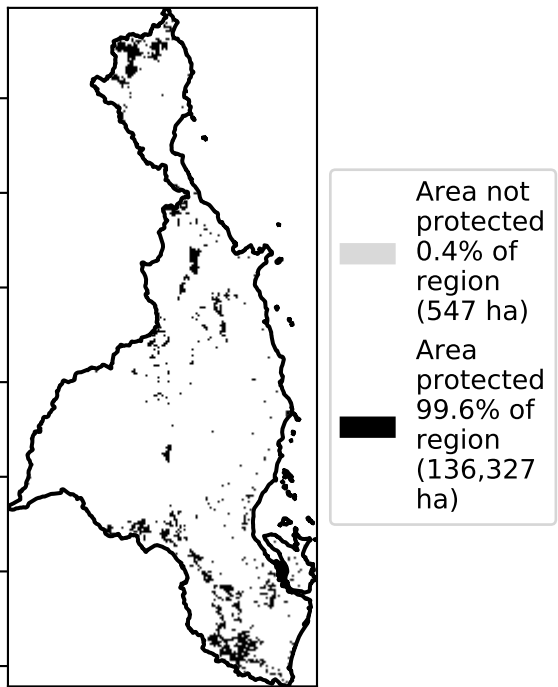 Area not
protected
0.4% of
region
(547 ha)
Area
protected
99.6% of
region
(136,327
ha)